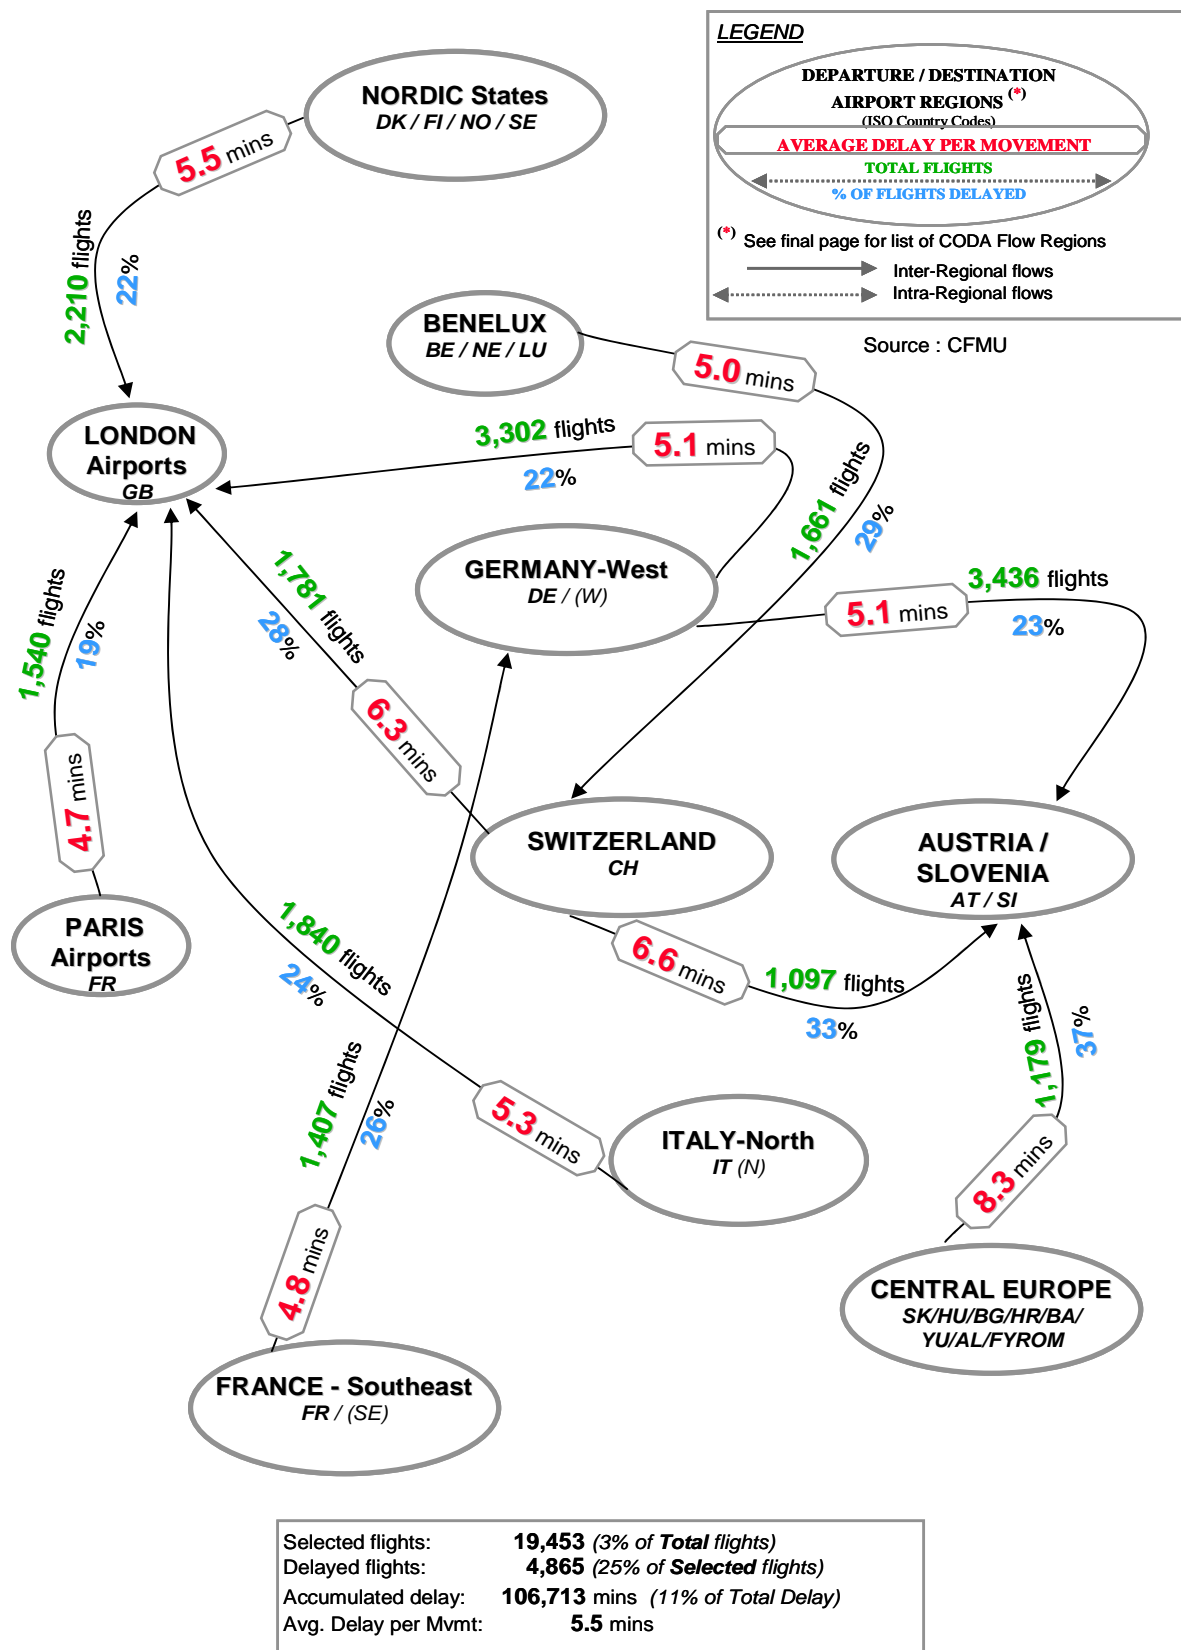 LEGEND
DEPARTURE / DESTINATION
AIRPORT REGIONS (*)
(ISO Country Codes)
AVERAGE DELAY PER MOVEMENT
TOTAL FLIGHTS
% OF FLIGHTS DELAYED
(*) See final page for list of CODA Flow Regions
Inter-Regional flows
Intra-Regional flows
Source : CFMU
NORDIC States
DK / FI / NO / SE
5.5 mins
2,210 flights
22%
BENELUX
BE / NE / LU
5.0 mins
1,661 flights
29%
LONDON
Airports
GB
3,302 flights
22%
5.1 mins
GERMANY-West
DE / (W)
5.1 mins
3,436 flights
23%
1,781 flights
28%
6.3 mins
1,540 flights
19%
4.7 mins
PARIS
Airports
FR
SWITZERLAND
CH
AUSTRIA /
SLOVENIA
AT / SI
6.6 mins
1,097 flights
33%
1,840 flights
24%
5.3 mins
ITALY-North
IT (N)
1,179 flights
37%
8.3 mins
CENTRAL EUROPE
SK/HU/BG/HR/BA/
YU/AL/FYROM
1,407 flights
26%
4.8 mins
FRANCE - Southeast
FR / (SE)
Selected flights: 19,453 (3% of Total flights)
Delayed flights: 4,865 (25% of Selected flights)
Accumulated delay: 106,713 mins (11% of Total Delay)
Avg. Delay per Mvmt: 5.5 mins